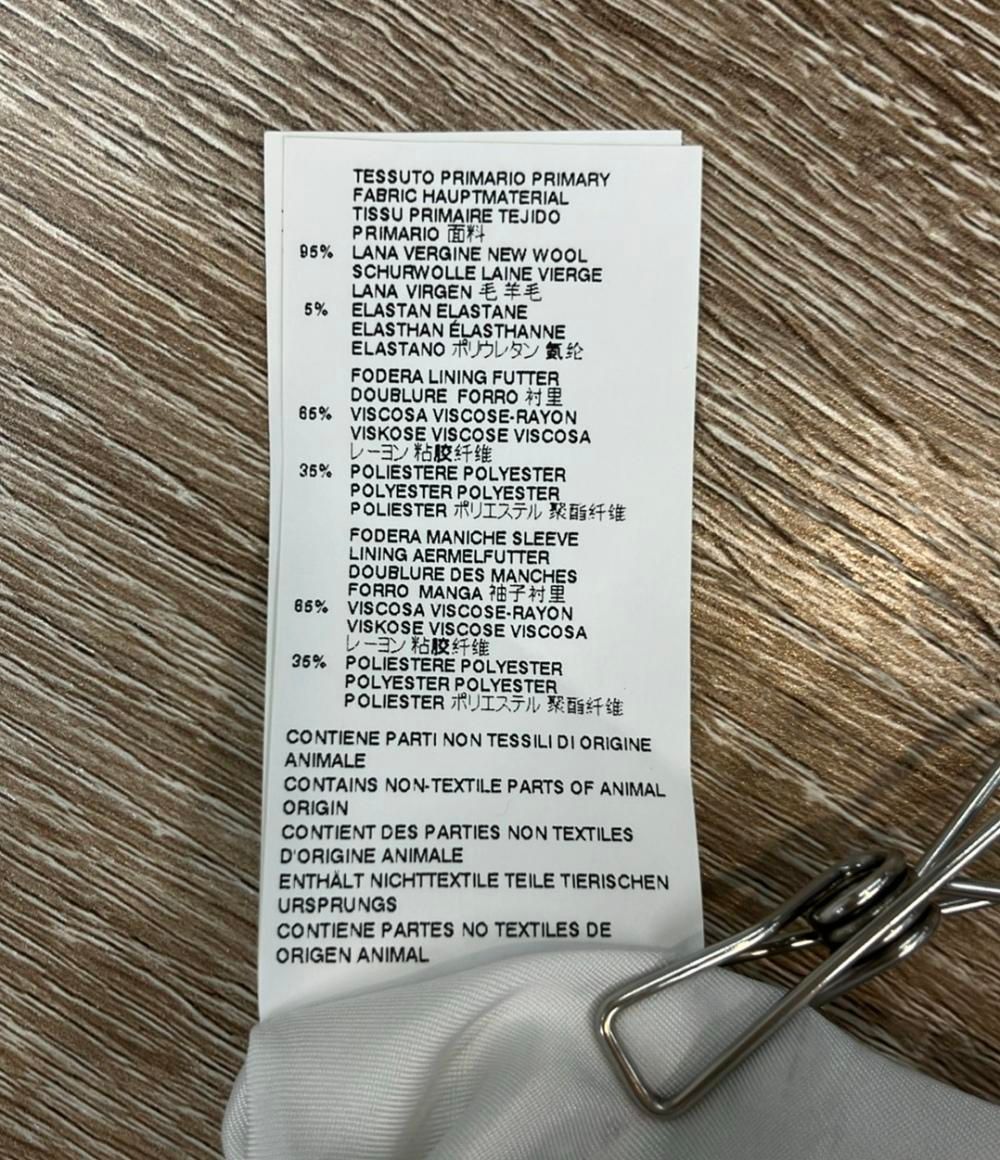 TESSUTO PRIMARIO PRIMARY
FABRIC HAUPTMATERIAL
TISSU PRIMAIRE TEJIDO
PRIMARIO 面料
95% LANA VERGINE NEW WOOL
SCHURWOLLE LAINE VIERGE
LANA VIRGEN 毛 羊毛
5% ELASTAN ELASTANE
ELASTHAN ÉLASTHANNE
ELASTANO ポリウレタン 氨纶
FODERA LINING FUTTER
DOUBLURE FORRO 衬里
65% VISCOSA VISCOSE-RAYON
VISKOSE VISCOSE VISCOSA
レーヨン 粘胶纤维
35% POLIESTERE POLYESTER
POLYESTER POLYESTER
POLIESTER ポリエステル 聚酯纤维
FODERA MANICHE SLEEVE
LINING AERMELFUTTER
DOUBLURE DES MANCHES
FORRO MANGA 袖子衬里
65% VISCOSA VISCOSE-RAYON
VISKOSE VISCOSE VISCOSA
レーヨン 粘胶纤维
35% POLIESTERE POLYESTER
POLYESTER POLYESTER
POLIESTER ポリエステル 聚酯纤维
CONTIENE PARTI NON TESSILI DI ORIGINE
ANIMALE
CONTAINS NON-TEXTILE PARTS OF ANIMAL
ORIGIN
CONTIENT DES PARTIES NON TEXTILES
D'ORIGINE ANIMALE
ENTHÄLT NICHTTEXTILE TEILE TIERISCHEN
URSPRUNGS
CONTIENE PARTES NO TEXTILES DE
ORIGEN ANIMAL